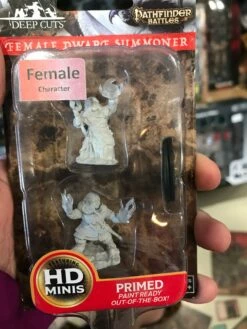 DEEP CUTS
PATHFINDER
BATTLES
FEMALE DWARF SUMMONER
Female
Character
HD
MINIS
PRIMED
PAINT READY
OUT-OF-THE-BOX!